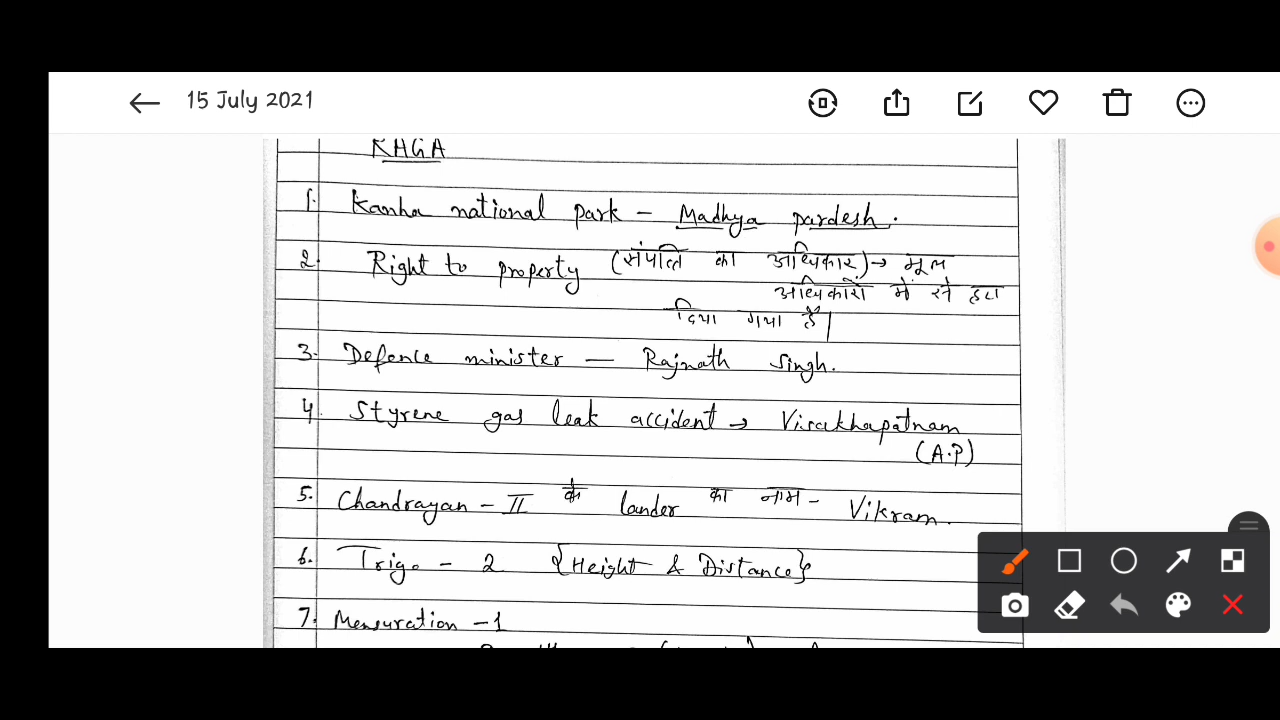 15 July 2021
RAGA
1. Kanha national park - Madhya pardesh.
2. Right to property (संपत्ति का अधिकार) → मूल
अधिकारों में से हटा
दिया गया है|
3. Defence minister — Rajnath Singh.
4. Styrene gas leak accident → Visakhapatnam
(A.P)
5. Chandrayan - II के lander का नाम - Vikram.
6. Trigo - 2 {Height & Distance}
7. Mensuration - 1